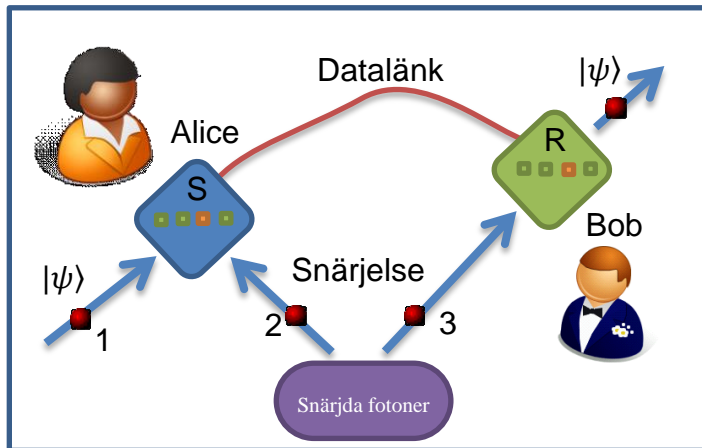 Datalänk
|ψ⟩
Alice
R
S
Bob
|ψ⟩
Snärjelse
1
2
3
Snärjda fotoner